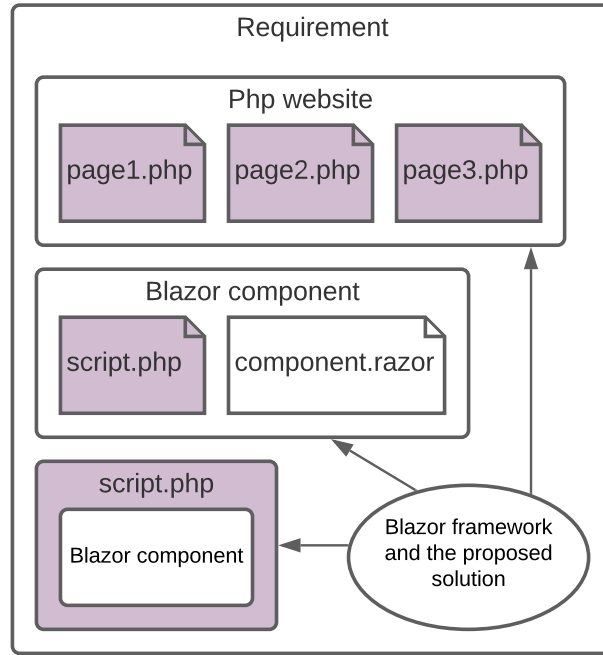 Requirement
Php website
page1.php
page2.php
page3.php
Blazor component
script.php
component.razor
script.php
Blazor component
Blazor framework
and the proposed
solution